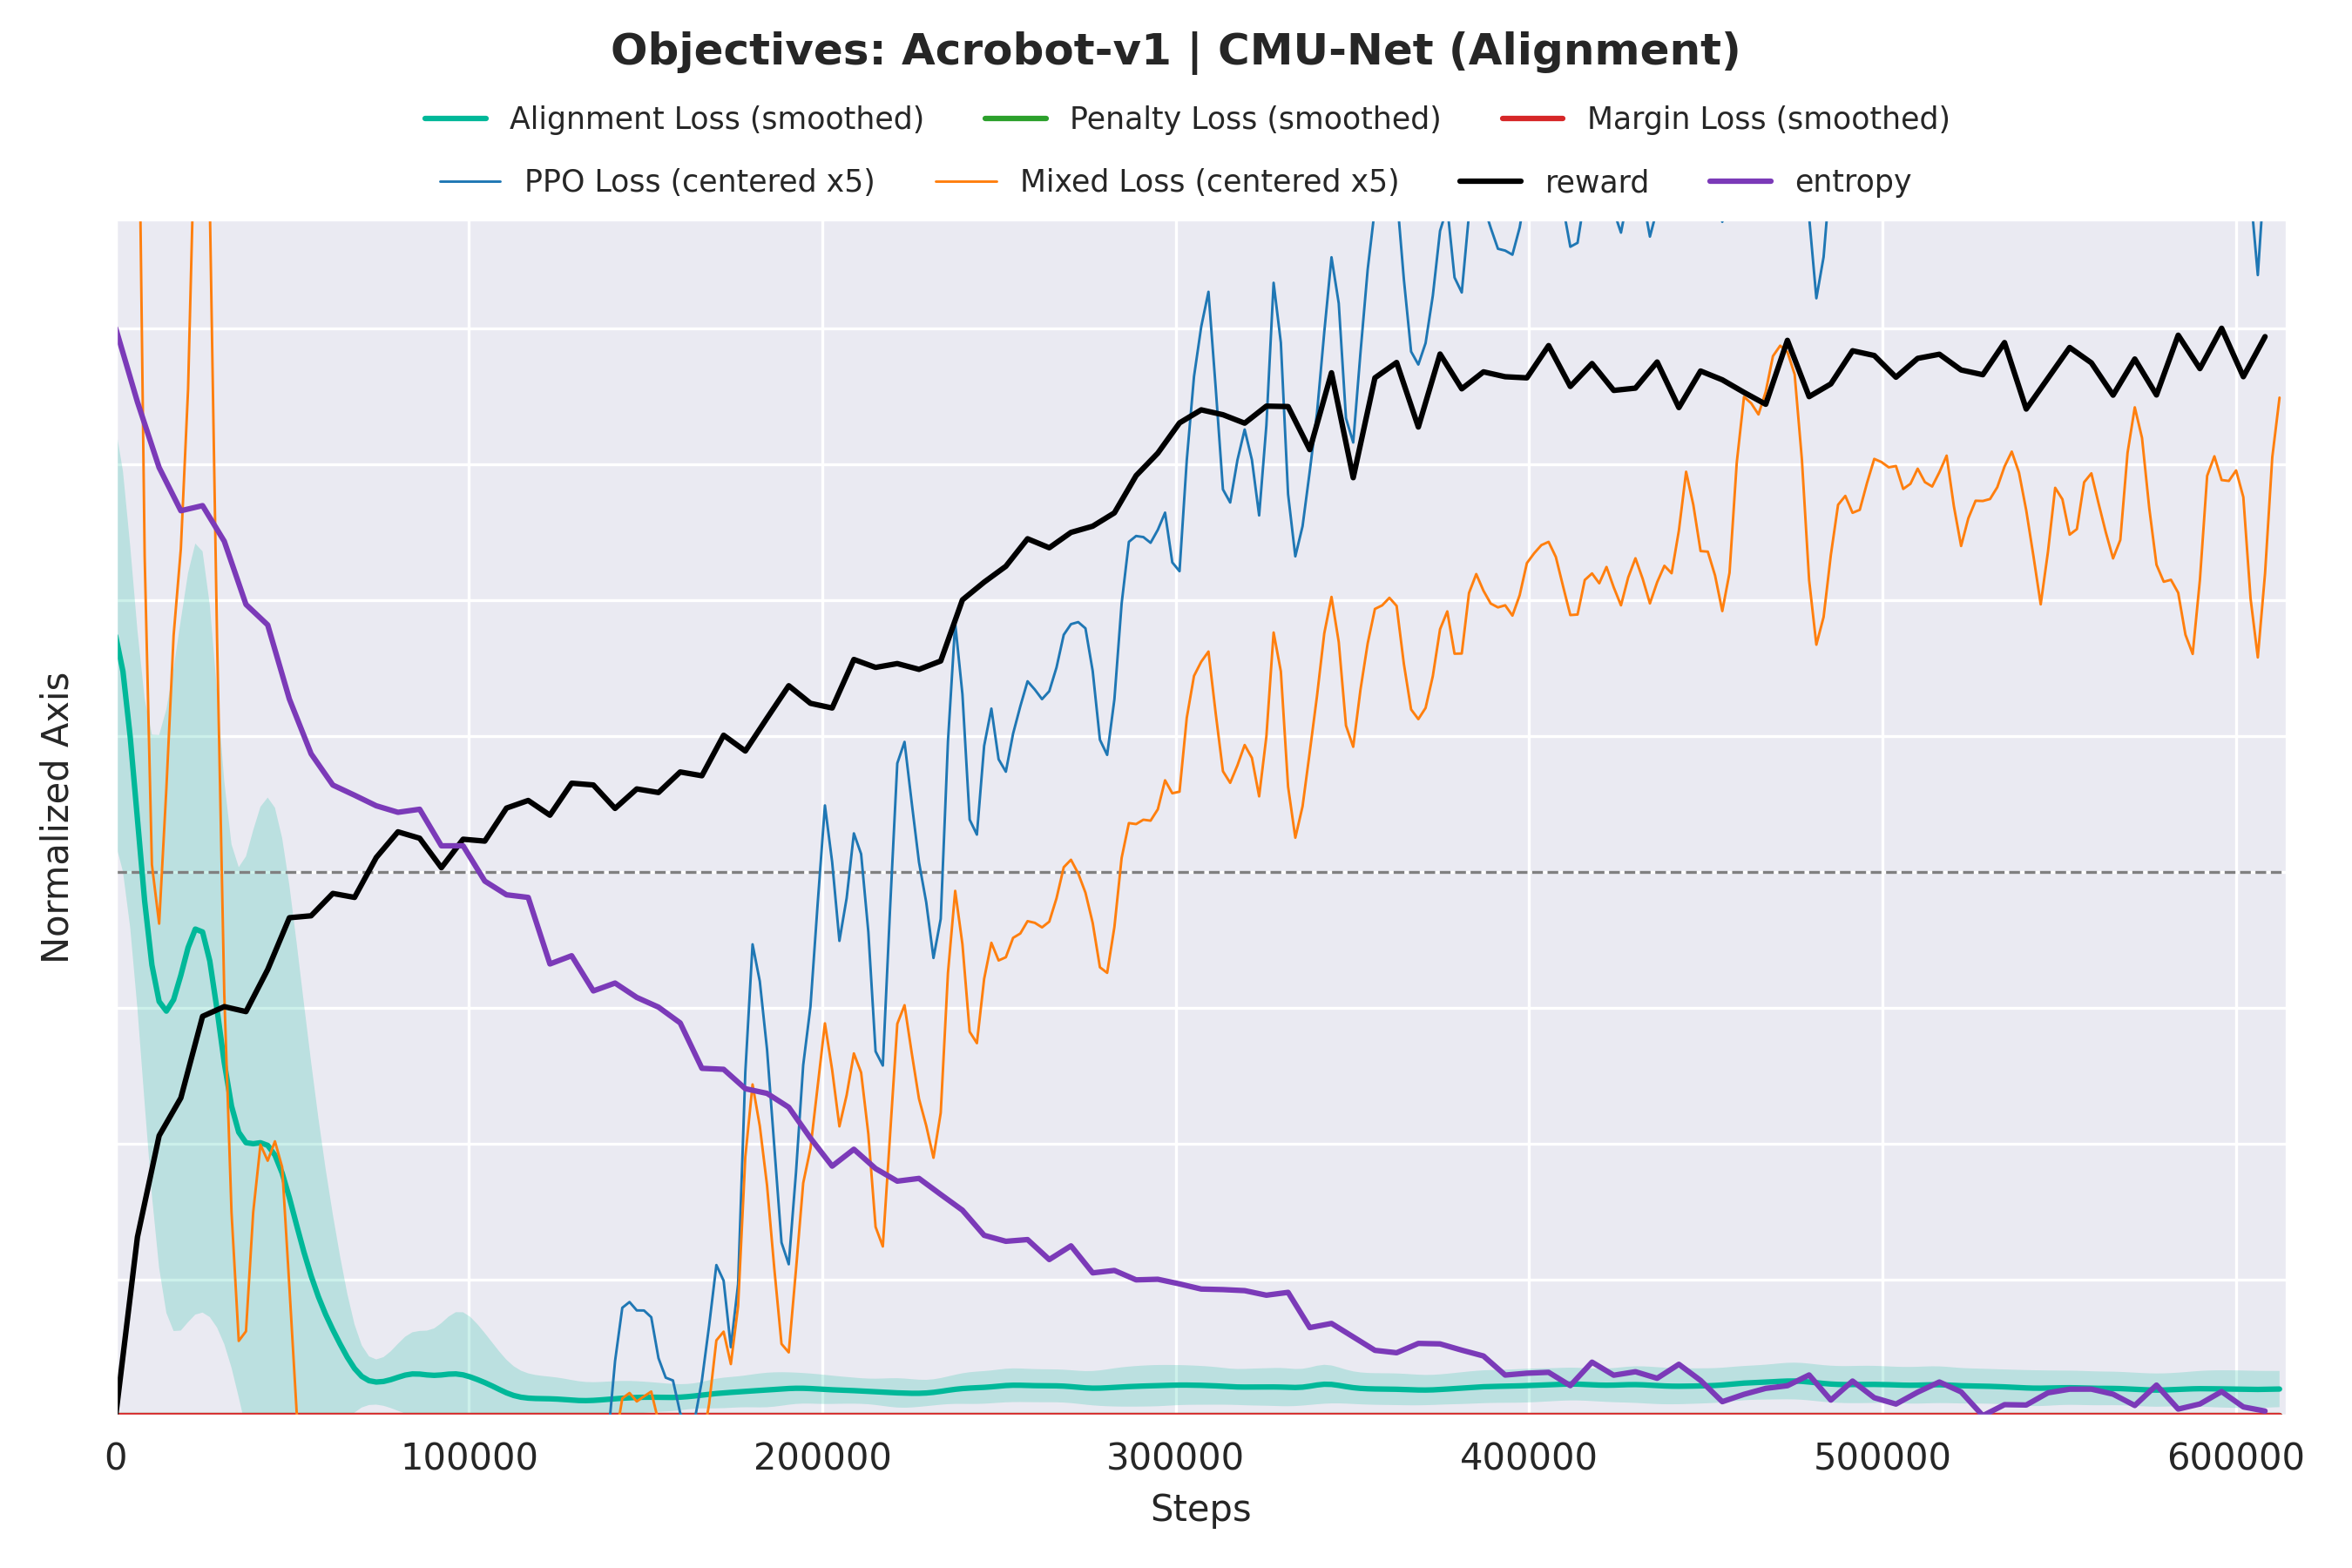 Objectives: Acrobot-v1 | CMU-Net (Alignment)
Alignment Loss (smoothed) Penalty Loss (smoothed) Margin Loss (smoothed)
PPO Loss (centered x5) Mixed Loss (centered x5) reward entropy
Normalized Axis
0 100000 200000 300000 400000 500000 600000
Steps